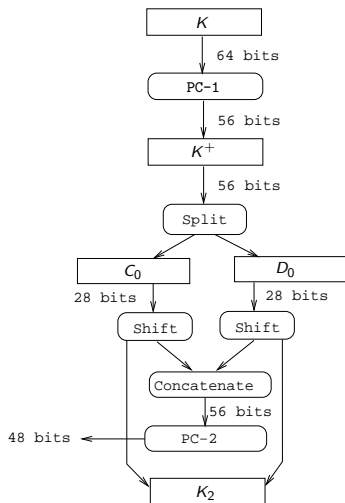 K
64 bits
PC-1
56 bits
K+
56 bits
Split
C0 D0
28 bits 28 bits
Shift Shift
Concatenate
56 bits
48 bits PC-2
K2